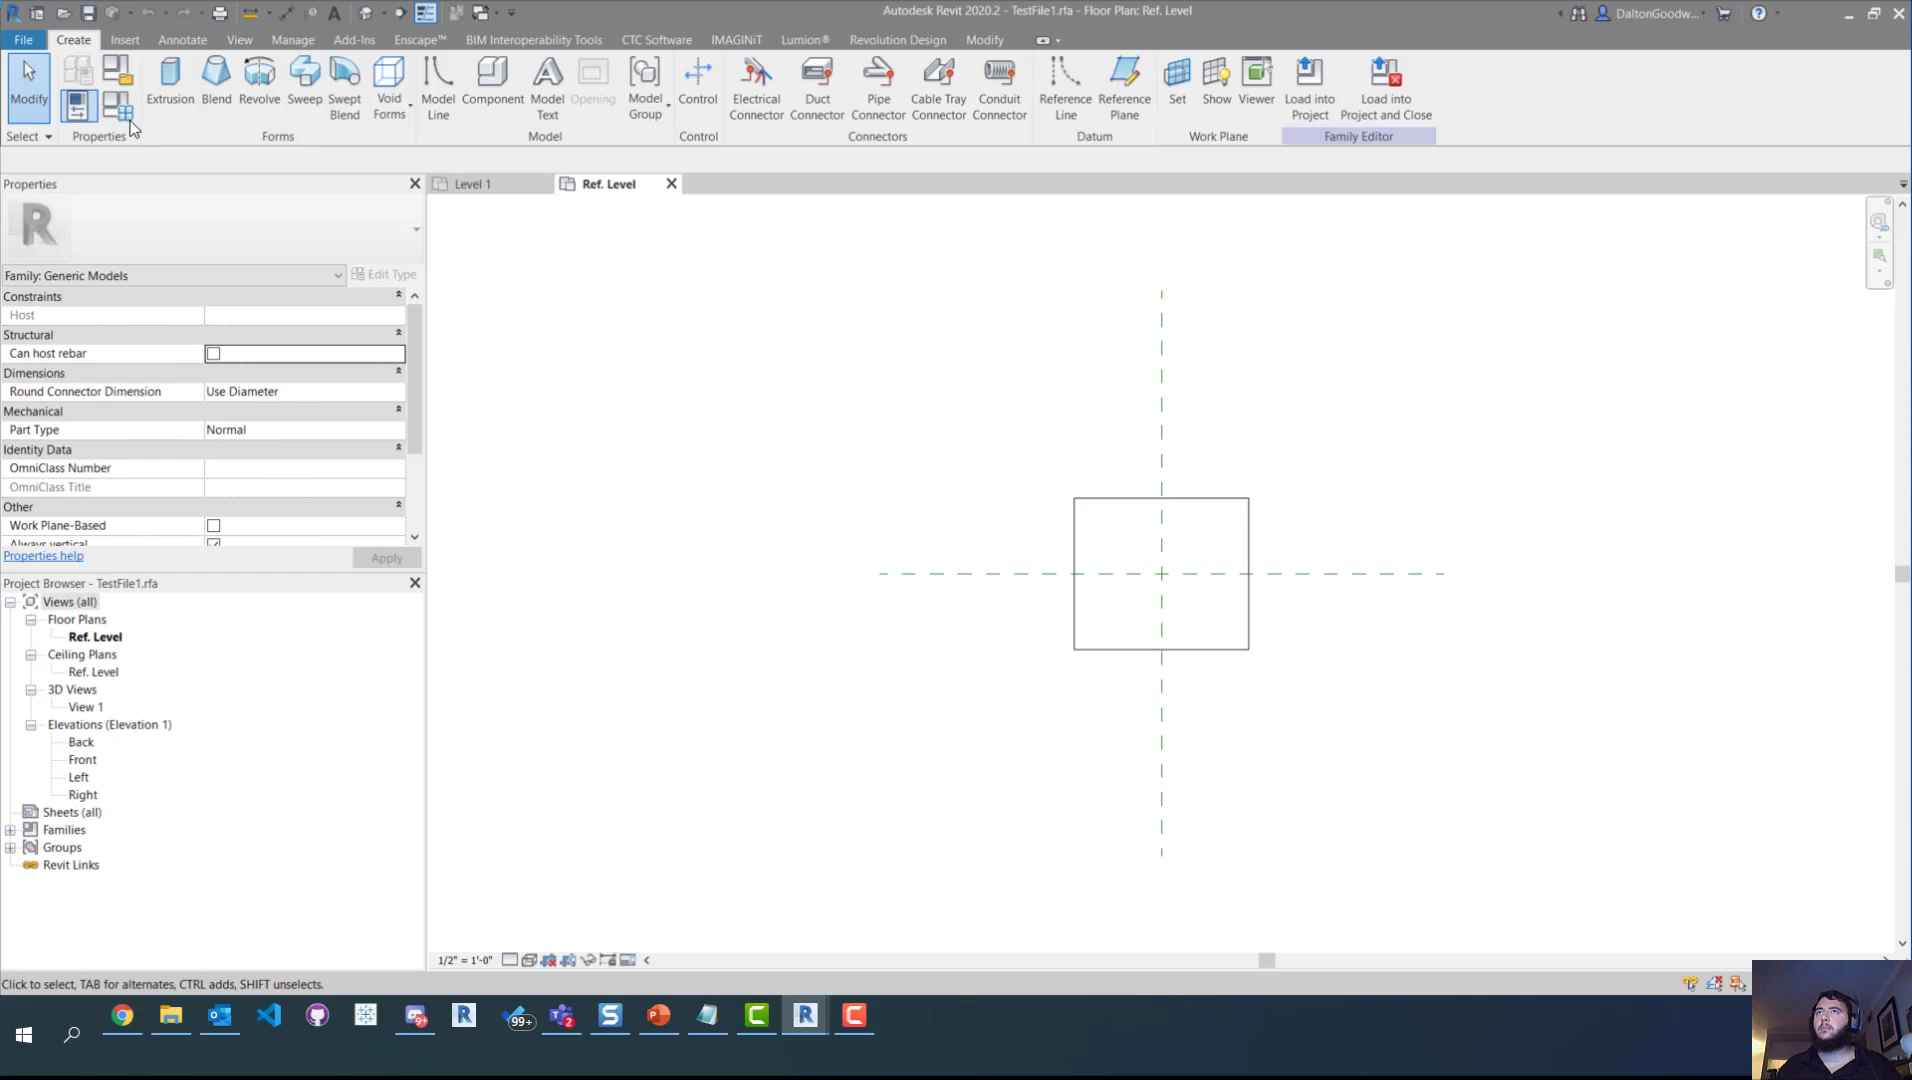 Autodesk Revit 2020.2 - TestFile1.rfa - Floor Plan: Ref. Level
DaltonGoodw...
File Create Insert Annotate View Manage Add-Ins Enscape™ BIM Interoperability Tools CTC Software IMAGINiT Lumion® Revolution Design Modify
Modify Extrusion Blend Revolve Sweep Swept Blend Void Forms Model Line Component Model Text Opening Model Group Control Electrical Connector Duct Connector Pipe Connector Cable Tray Connector Conduit Connector Reference Line Reference Plane Set Show Viewer Load into Project Load into Project and Close
Select Properties Forms Model Control Connectors Datum Work Plane Family Editor
Properties
Level 1 Ref. Level
R
Family: Generic Models Edit Type
Constraints
Host
Structural
Can host rebar
Dimensions
Round Connector Dimension Use Diameter
Mechanical
Part Type Normal
Identity Data
OmniClass Number
OmniClass Title
Other
Work Plane-Based
Always vertical
Properties help Apply
Project Browser - TestFile1.rfa
Views (all)
Floor Plans
Ref. Level
Ceiling Plans
Ref. Level
3D Views
View 1
Elevations (Elevation 1)
Back
Front
Left
Right
Sheets (all)
Families
Groups
Revit Links
1/2" = 1'-0"
Click to select, TAB for alternates, CTRL adds, SHIFT unselects.
9+ R 99+ 2 S P C R C